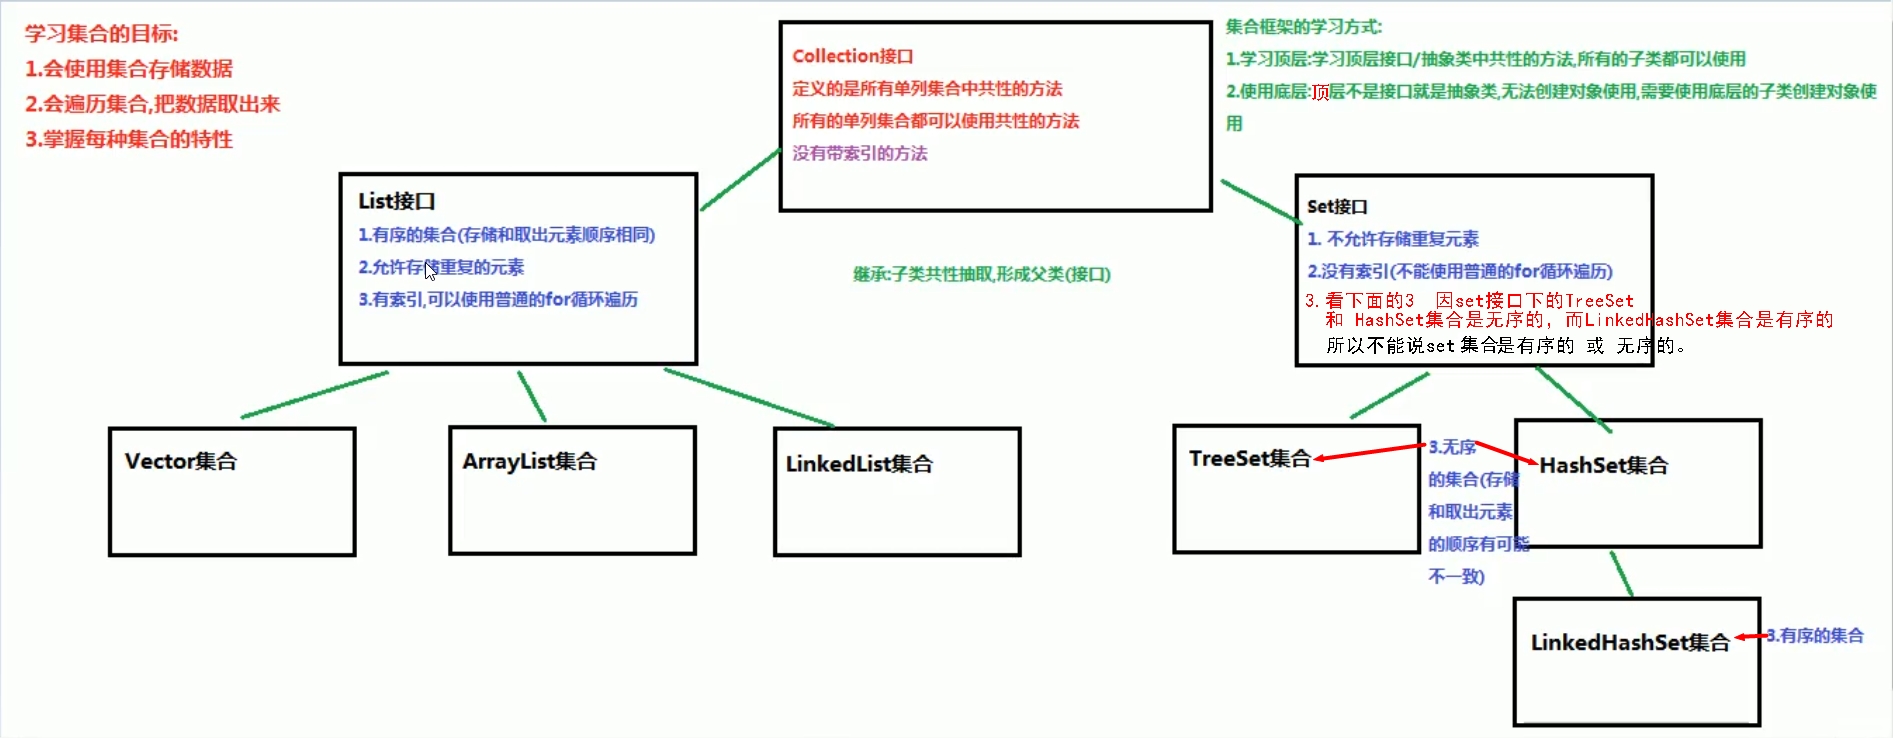 学习集合的目标:
1.会使用集合存储数据
2.会遍历集合,把数据取出来
3.掌握每种集合的特性
Collection接口
定义的是所有单列集合中共性的方法
所有的单列集合都可以使用共性的方法
没有带索引的方法
集合框架的学习方式:
1.学习顶层:学习顶层接口/抽象类中共性的方法,所有的子类都可以使用
2.使用底层:顶层不是接口就是抽象类,无法创建对象使用,需要使用底层的子类创建对象使
用
List接口
1.有序的集合(存储和取出元素顺序相同)
2.允许存储重复的元素
3.有索引,可以使用普通的for循环遍历
继承:子类共性抽取,形成父类(接口)
Set接口
1. 不允许存储重复元素
2.没有索引(不能使用普通的for循环遍历)
3. 看下面的3 因set接口下的TreeSet
和 HashSet集合是无序的, 而LinkedHashSet集合是有序的
所以不能说set集合是有序的 或 无序的。
Vector集合
ArrayList集合
LinkedList集合
TreeSet集合
3.无序
的集合(存储
和取出元素
的顺序有可能
不一致)
HashSet集合
LinkedHashSet集合
3.有序的集合